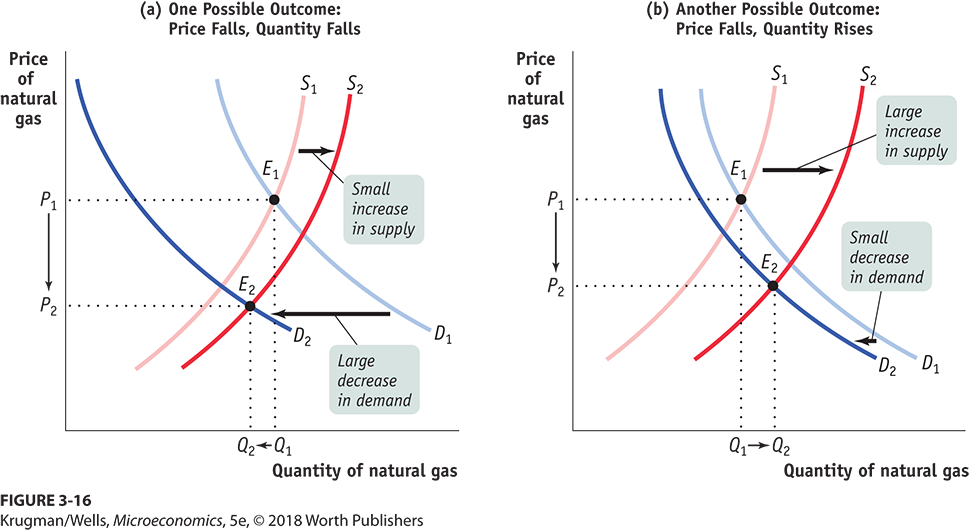 (a) One Possible Outcome:
Price Falls, Quantity Falls
Price
of
natural
gas
S1
S2
E1
Small
increase
in supply
P1
P2
E2
D2
D1
Large
decrease
in demand
Q2
Q1
Quantity of natural gas
(b) Another Possible Outcome:
Price Falls, Quantity Rises
Price
of
natural
gas
S1
S2
Large
increase
in supply
E1
P1
Small
decrease
in demand
E2
P2
D2
D1
Q1
Q2
Quantity of natural gas
FIGURE 3-16
Krugman/Wells, Microeconomics, 5e, © 2018 Worth Publishers